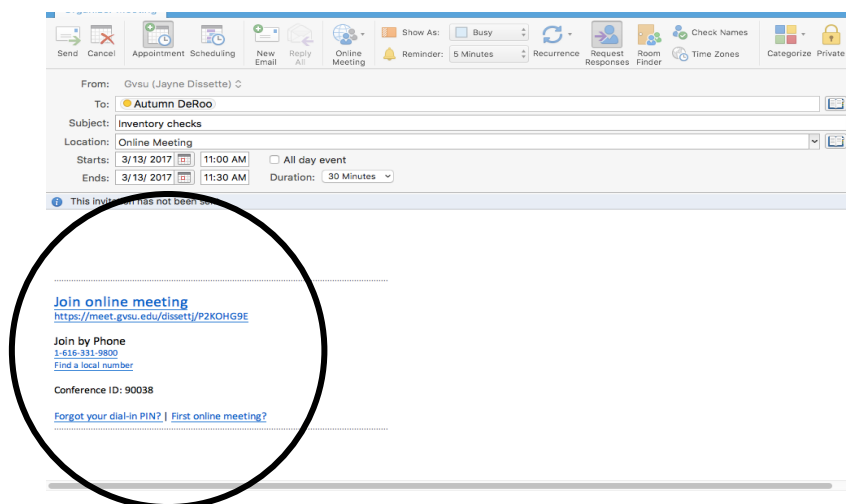 Organizer Meeting
Send Cancel Appointment Scheduling New Email Reply All Online Meeting Show As: Busy Recurrence Request Responses Room Finder Check Names Categorize Private
Reminder: 5 Minutes Time Zones
From: Gvsu (Jayne Dissette)
To: Autumn DeRoo
Subject: Inventory checks
Location: Online Meeting
Starts: 3/13/2017 11:00 AM All day event
Ends: 3/13/2017 11:30 AM Duration: 30 Minutes
This invitation has not been
Join online meeting
https://meet.gvsu.edu/dissettj/P2KOHG9E
Join by Phone
1-616-331-9800
Find a local number
Conference ID: 90038
Forgot your dial-in PIN? | First online meeting?